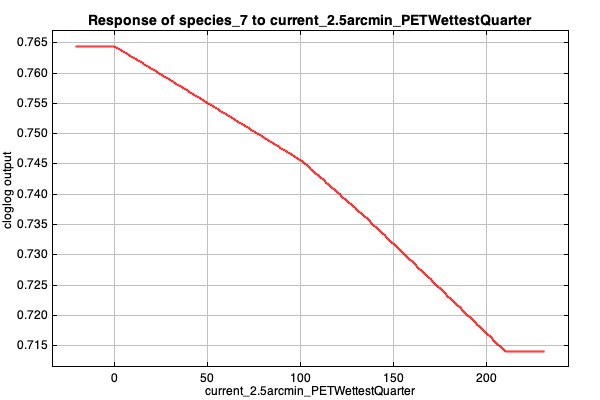 Response of species_7 to current_2.5arcmin_PETWettestQuarter
0.765
0.760
0.755
0.750
0.745
0.740
0.735
0.730
0.725
0.720
0.715
cloglog output
0 50 100 150 200
current_2.5arcmin_PETWettestQuarter